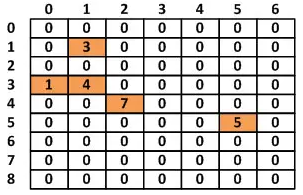 0 1 2 3 4 5 6
0 0 0 0 0 0 0 0
1 0 3 0 0 0 0 0
2 0 0 0 0 0 0 0
3 1 4 0 0 0 0 0
4 0 0 7 0 0 0 0
5 0 0 0 0 0 5 0
6 0 0 0 0 0 0 0
7 0 0 0 0 0 0 0
8 0 0 0 0 0 0 0